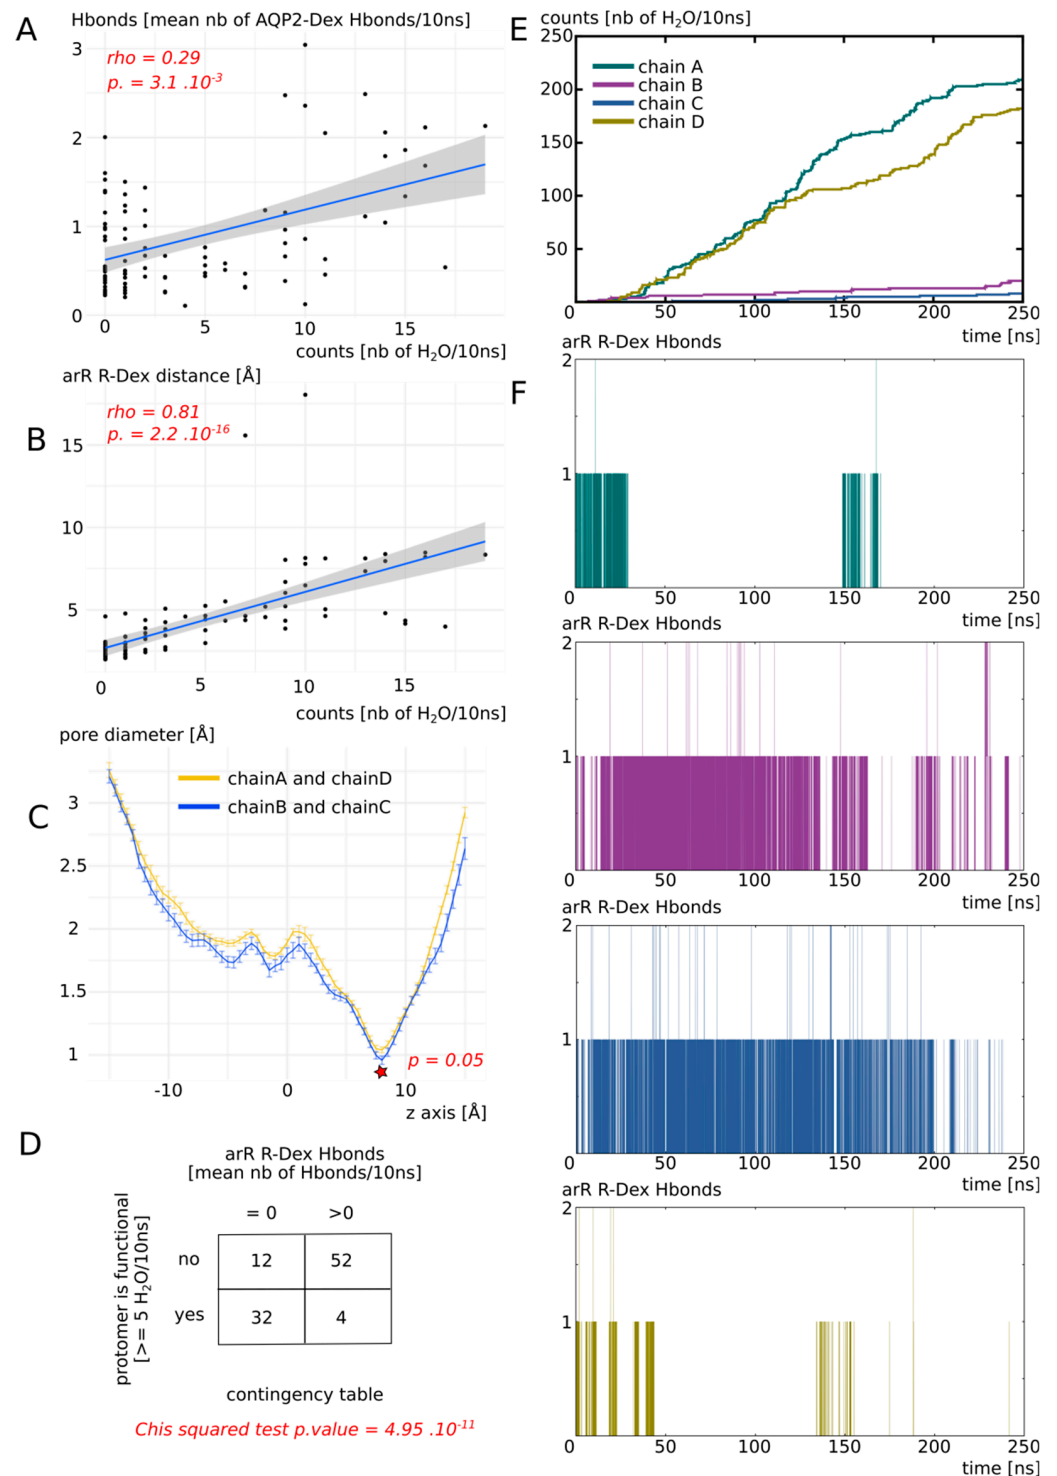 A
Hbonds [mean nb of AQP2-Dex Hbonds/10ns]
rho = 0.29
p. = 3.1 .10-3
3
2
1
0
0 5 10 15
counts [nb of H2O/10ns]
B
arR R-Dex distance [Å]
rho = 0.81
p. = 2.2 .10-16
15
10
5
0 5 10 15
counts [nb of H2O/10ns]
C
pore diameter [Å]
chainA and chainD
chainB and chainC
3
2.5
2
1.5
1
p = 0.05
-10 0 10
z axis [Å]
D
arR R-Dex Hbonds
[mean nb of Hbonds/10ns]
= 0 >0
protomer is functional
[>= 5 H2O/10ns]
no 12 52
yes 32 4
contingency table
Chis squared test p.value = 4.95 .10-11
E
counts [nb of H2O/10ns]
250
200
150
100
50
chain A
chain B
chain C
chain D
0 50 100 150 200 250
time [ns]
F
arR R-Dex Hbonds
2
1
0 50 100 150 200 250
time [ns]
arR R-Dex Hbonds
2
1
0 50 100 150 200 250
time [ns]
arR R-Dex Hbonds
2
1
0 50 100 150 200 250
time [ns]
arR R-Dex Hbonds
2
1
0 50 100 150 200 250
time [ns]